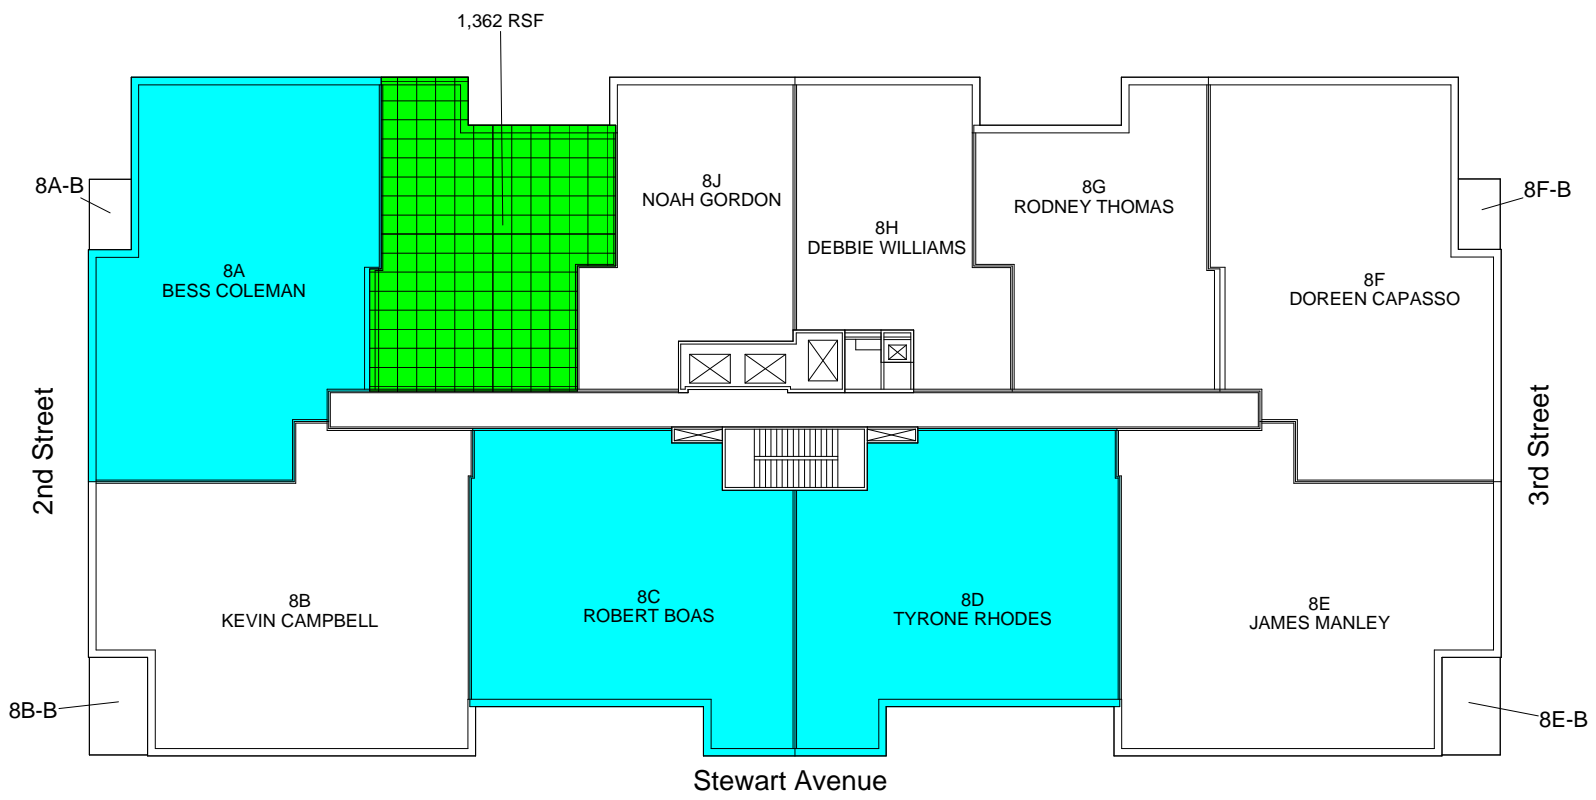 1,362 RSF
8A-B
8J
NOAH GORDON
8G
RODNEY THOMAS
8F-B
8H
DEBBIE WILLIAMS
8A
BESS COLEMAN
8F
DOREEN CAPASSO
2nd Street
3rd Street
8B
KEVIN CAMPBELL
8C
ROBERT BOAS
8D
TYRONE RHODES
8E
JAMES MANLEY
8B-B
8E-B
Stewart Avenue